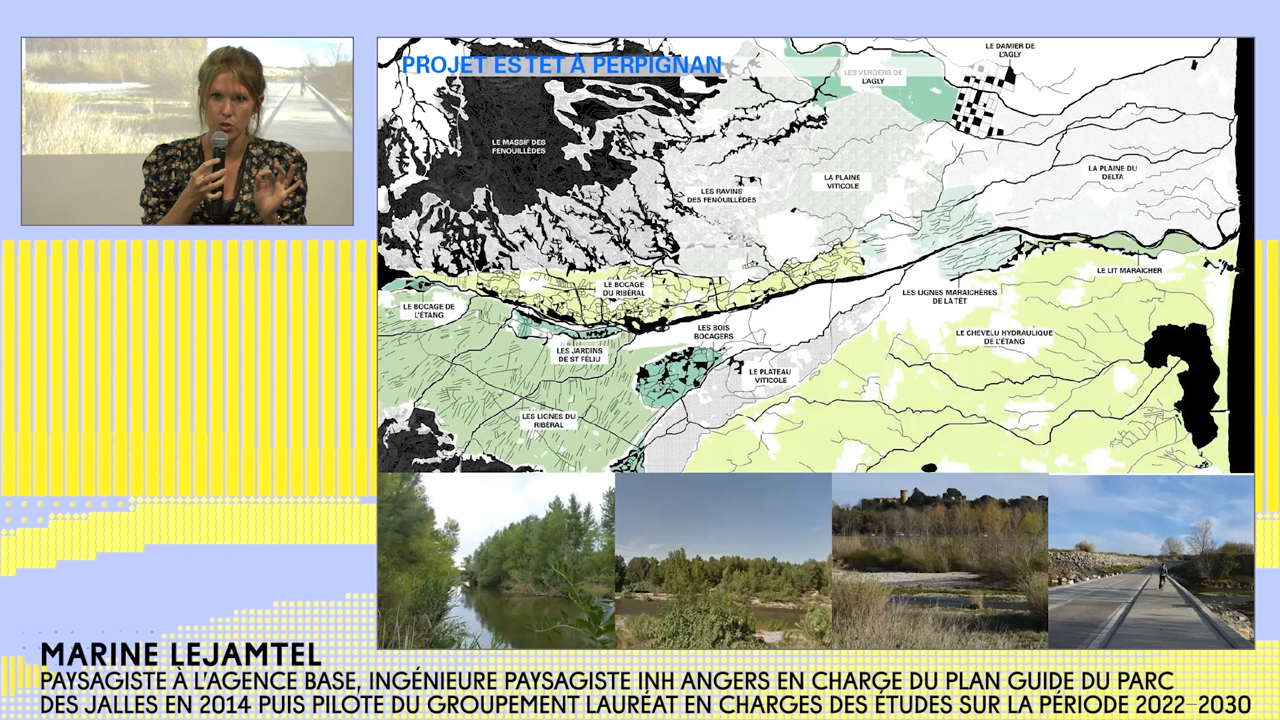 PROJET ES TET À PERPIGNAN
LE DAMIER DE
L'AGLY
LES VERGERS DE
L'AGLY
LE MASSIF DES
FENOUILLÈDES
LES RAVINS
DES FENOUILLÈDES
LA PLAINE
VITICOLE
LA PLAINE DU
DELTA
LE BOCAGE DE
L'ÉTANG
LE BOCAGE
DU RIBÉRAL
LE LIT MARAICHER
LES LIGNES MARAICHÈRES
DE LA TÊT
LES JARDINS
DE ST FÉLIU
LES BOIS
BOCAGERS
LE CHEVELU HYDRAULIQUE
DE L'ÉTANG
LE PLATEAU
VITICOLE
LES LIGNES DU
RIBÉRAL
MARINE LEJAMTEL
PAYSAGISTE À L'AGENCE BASE, INGÉNIEURE PAYSAGISTE INH ANGERS EN CHARGE DU PLAN GUIDE DU PARC
DES JALLES EN 2014 PUIS PILOTE DU GROUPEMENT LAURÉAT EN CHARGES DES ÉTUDES SUR LA PÉRIODE 2022-2030